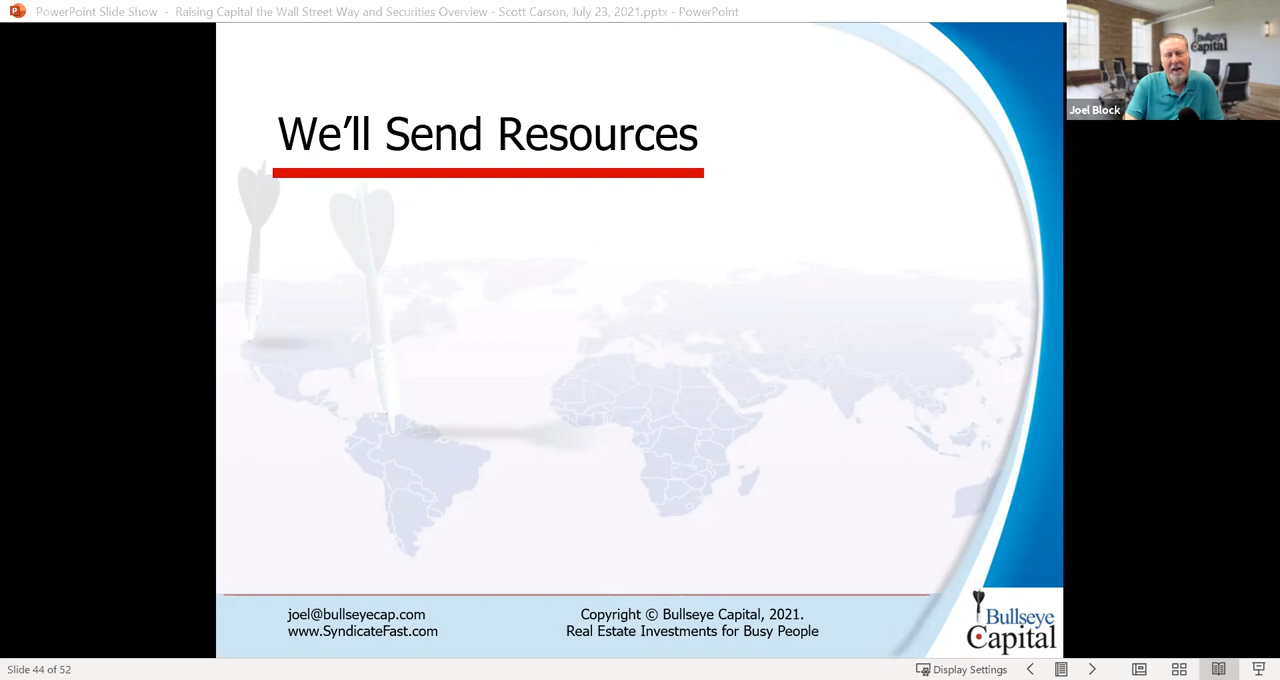 PowerPoint Slide Show - Raising Capital the Wall Street Way and Securities Overview - Scott Carson, July 23, 2021.pptx - PowerPoint
Bullseye
Capital
Joel Block
We'll Send Resources
joel@bullseyecap.com
www.SyndicateFast.com
Copyright © Bullseye Capital, 2021.
Real Estate Investments for Busy People
Bullseye
Capital
Slide 44 of 52
Display Settings